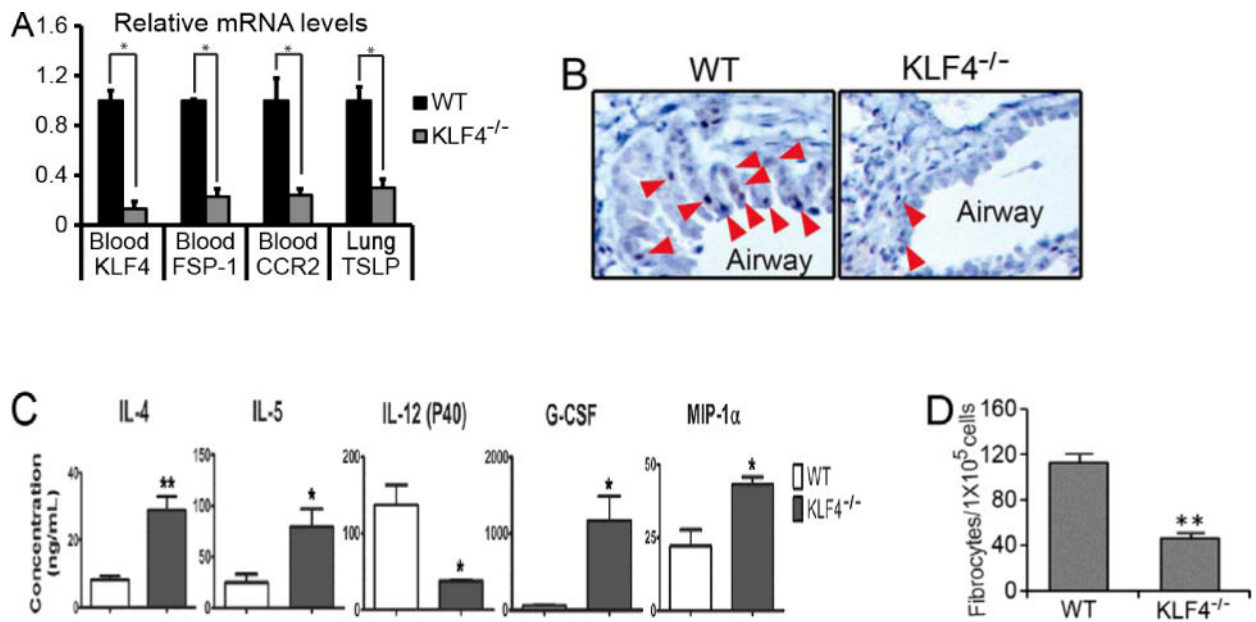 A
Relative mRNA levels
1.6
1.2
0.8
0.4
0
* * * *
WT
KLF4-/-
Blood KLF4
Blood FSP-1
Blood CCR2
Lung TSLP
B
WT
KLF4-/-
Airway
Airway
C
IL-4
IL-5
IL-12 (P40)
G-CSF
MIP-1α
Concentration
(ng/mL)
40
20
0
**
150
100
50
0
*
200
100
0
*
2000
1000
0
*
50
25
0
*
WT
KLF4-/-
D
Fibrocytes/1X10⁵cells
160
120
80
40
0
**
WT
KLF4-/-